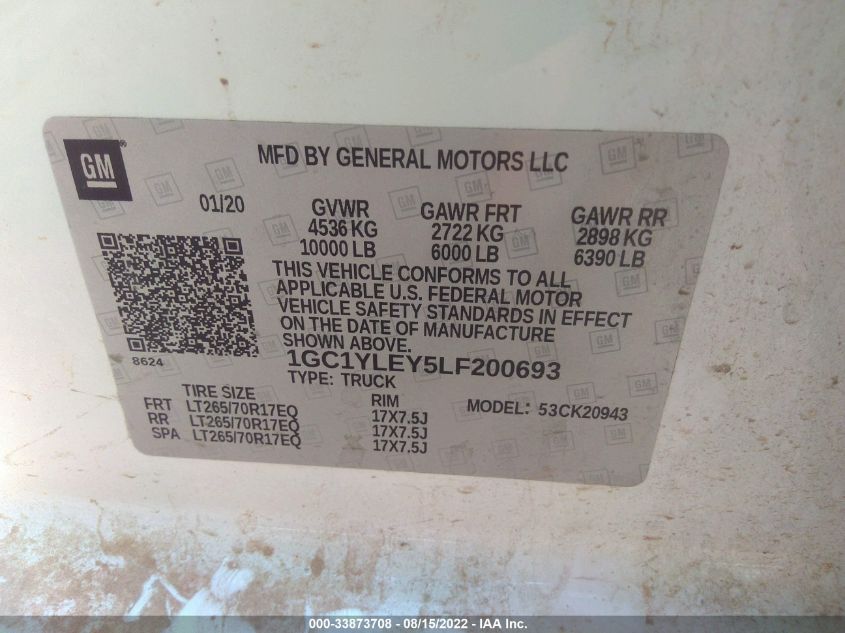 GM
MFD BY GENERAL MOTORS LLC
01/20
GVWR GAWR FRT GAWR RR
4536 KG 2722 KG 2898 KG
10000 LB 6000 LB 6390 LB
THIS VEHICLE CONFORMS TO ALL
APPLICABLE U.S. FEDERAL MOTOR
VEHICLE SAFETY STANDARDS IN EFFECT
ON THE DATE OF MANUFACTURE
SHOWN ABOVE.
8624
1GC1YLEY5LF200693
TYPE: TRUCK
TIRE SIZE RIM MODEL: 53CK20943
FRT LT265/70R17EQ 17X7.5J
RR LT265/70R17EQ 17X7.5J
SPA LT265/70R17EQ 17X7.5J
000-33873708 - 08/15/2022 - IAA Inc.